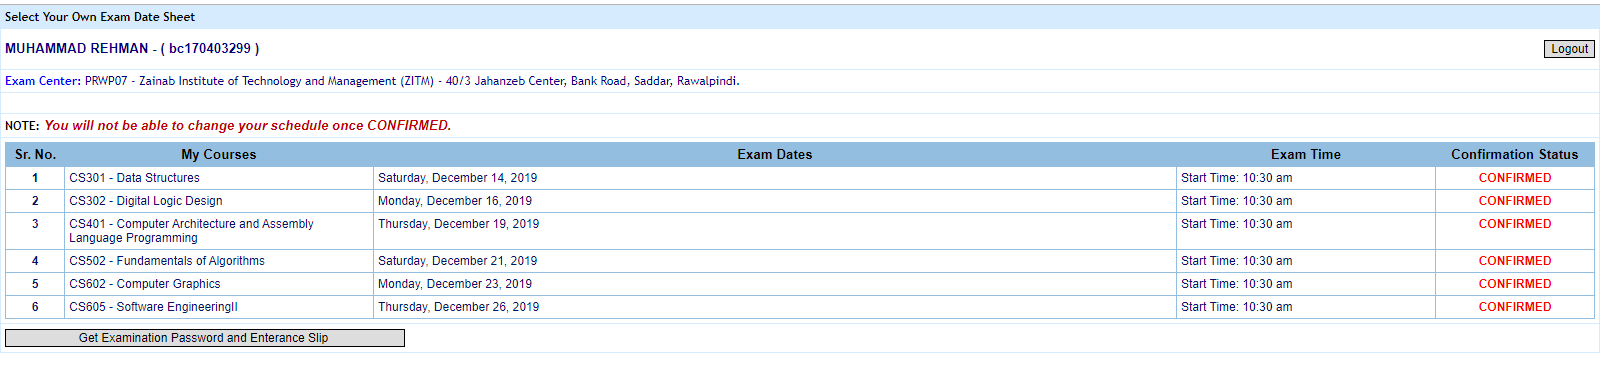 Select Your Own Exam Date Sheet
MUHAMMAD REHMAN - ( bc170403299 )
Logout
Exam Center: PRWP07 - Zainab Institute of Technology and Management (ZITM) - 40/3 Jahanzeb Center, Bank Road, Saddar, Rawalpindi.
NOTE: You will not be able to change your schedule once CONFIRMED.
Sr. No. My Courses Exam Dates Exam Time Confirmation Status
1 CS301 - Data Structures Saturday, December 14, 2019 Start Time: 10:30 am CONFIRMED
2 CS302 - Digital Logic Design Monday, December 16, 2019 Start Time: 10:30 am CONFIRMED
3 CS401 - Computer Architecture and Assembly Thursday, December 19, 2019 Start Time: 10:30 am CONFIRMED
Language Programming
4 CS502 - Fundamentals of Algorithms Saturday, December 21, 2019 Start Time: 10:30 am CONFIRMED
5 CS602 - Computer Graphics Monday, December 23, 2019 Start Time: 10:30 am CONFIRMED
6 CS605 - Software EngineeringII Thursday, December 26, 2019 Start Time: 10:30 am CONFIRMED
Get Examination Password and Enterance Slip